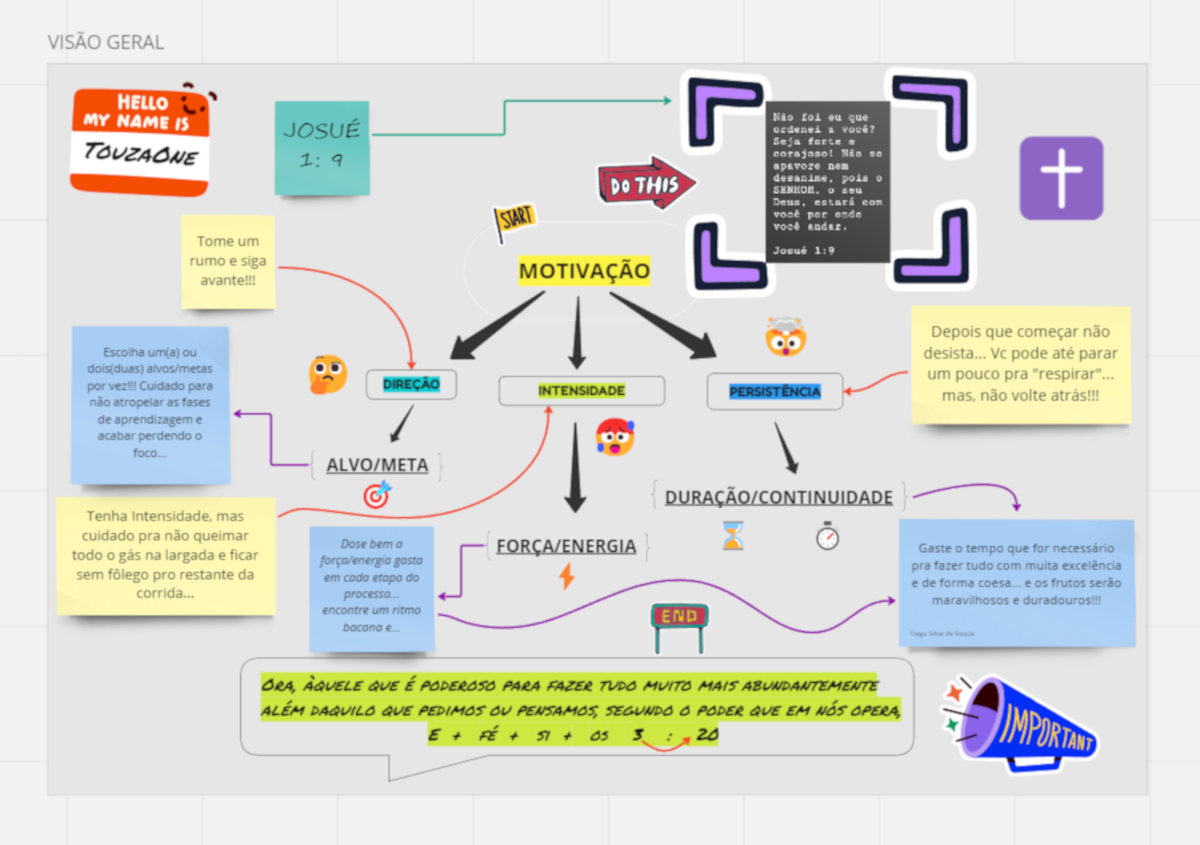 VISÃO GERAL
HELLO
MY NAME IS
TouzaOne
JOSUÉ
1: 9
DO THIS
Não foi eu que
ordenei a você?
Seja forte e
corajoso! Não se
apavore nem
desanime, pois o
SENHOR, o seu
Deus, estará com
você por onde
você andar.
Josué 1:9
START
MOTIVAÇÃO
Tome um
rumo e siga
avante!!!
Escolha um(a) ou
dois(duas) alvos/metas
por vez!!! Cuidado para
não atropelar as fases
de aprendizagem e
acabar perdendo o
foco...
DIREÇÃO
INTENSIDADE
PERSISTÊNCIA
Depois que começar não
desista... Vc pode até parar
um pouco pra "respirar"...
mas, não volte atrás!!!
ALVO/META
DURAÇÃO/CONTINUIDADE
FORÇA/ENERGIA
Tenha Intensidade, mas
cuidado pra não queimar
todo o gás na largada e ficar
sem fôlego pro restante da
corrida...
Dose bem a
força/energia gasta
em cada etapa do
processo...
encontre um ritmo
bacana e...
Gaste o tempo que for necessário
pra fazer tudo com muita excelência
e de forma coesa... e os frutos serão
maravilhosos e duradouros!!!
Tiago Silva de Souza
END
Ora, àquele que é poderoso para fazer tudo muito mais abundantemente
além daquilo que pedimos ou pensamos, segundo o poder que em nós opera,
E + FÉ + SI + OS 3 : 20
IMPORTANT